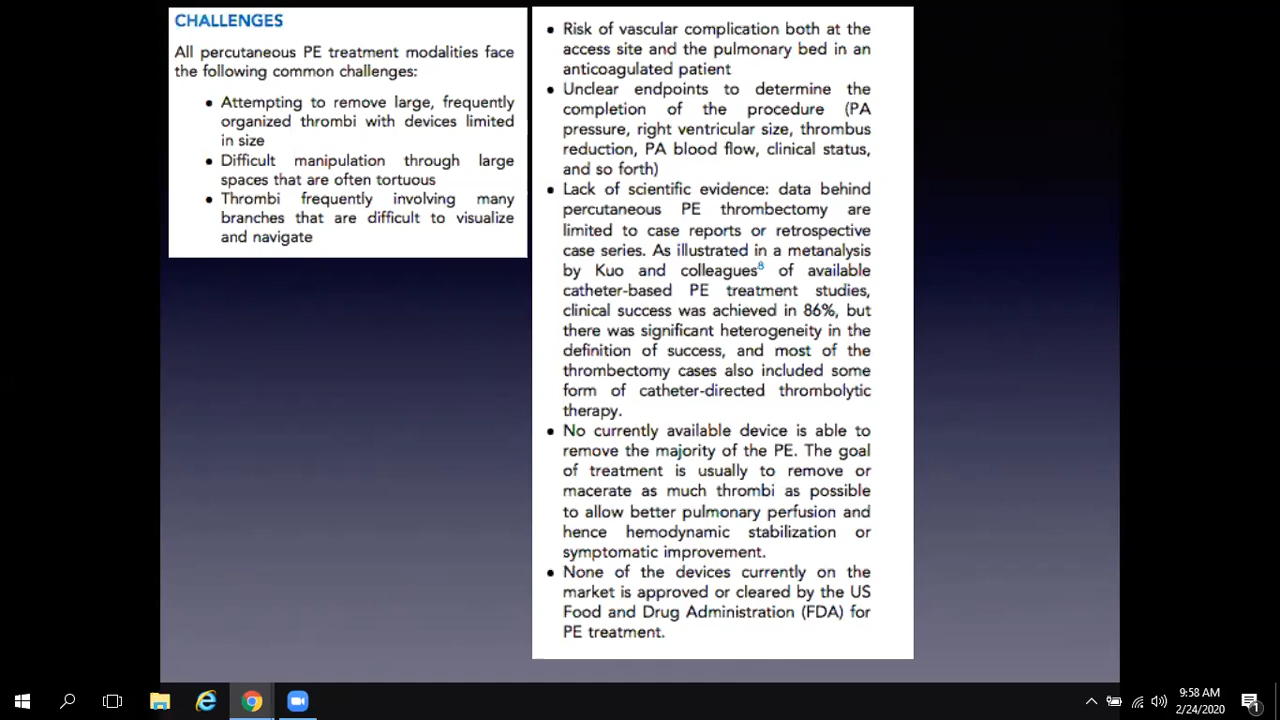 CHALLENGES
All percutaneous PE treatment modalities face
the following common challenges:
• Attempting to remove large, frequently
organized thrombi with devices limited
in size
• Difficult manipulation through large
spaces that are often tortuous
• Thrombi frequently involving many
branches that are difficult to visualize
and navigate
• Risk of vascular complication both at the
access site and the pulmonary bed in an
anticoagulated patient
• Unclear endpoints to determine the
completion of the procedure (PA
pressure, right ventricular size, thrombus
reduction, PA blood flow, clinical status,
and so forth)
• Lack of scientific evidence: data behind
percutaneous PE thrombectomy are
limited to case reports or retrospective
case series. As illustrated in a metanalysis
by Kuo and colleagues8 of available
catheter-based PE treatment studies,
clinical success was achieved in 86%, but
there was significant heterogeneity in the
definition of success, and most of the
thrombectomy cases also included some
form of catheter-directed thrombolytic
therapy.
• No currently available device is able to
remove the majority of the PE. The goal
of treatment is usually to remove or
macerate as much thrombi as possible
to allow better pulmonary perfusion and
hence hemodynamic stabilization or
symptomatic improvement.
• None of the devices currently on the
market is approved or cleared by the US
Food and Drug Administration (FDA) for
PE treatment.
9:58 AM
2/24/2020
1